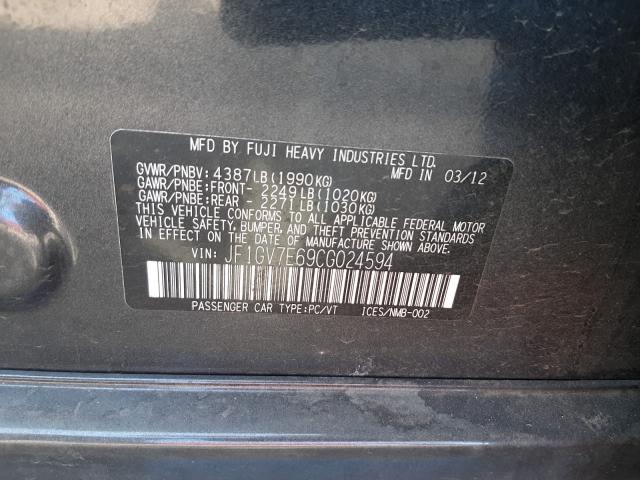 MFD BY FUJI HEAVY INDUSTRIES LTD.
GVWR/PNBV: 4387LB(1990KG) MFD IN 03/12
GAWR/PNBE:FRONT- 2249LB(1020KG)
GAWR/PNBE:REAR - 2271LB(1030KG)
THIS VEHICLE CONFORMS TO ALL APPLICABLE FEDERAL MOTOR
VEHICLE SAFETY, BUMPER, AND THEFT PREVENTION STANDARDS
IN EFFECT ON THE DATE OF MANUFACTURE SHOWN ABOVE.
VIN: JF1GV7E69CG024594
PASSENGER CAR TYPE:PC/VT ICES/NMB-002